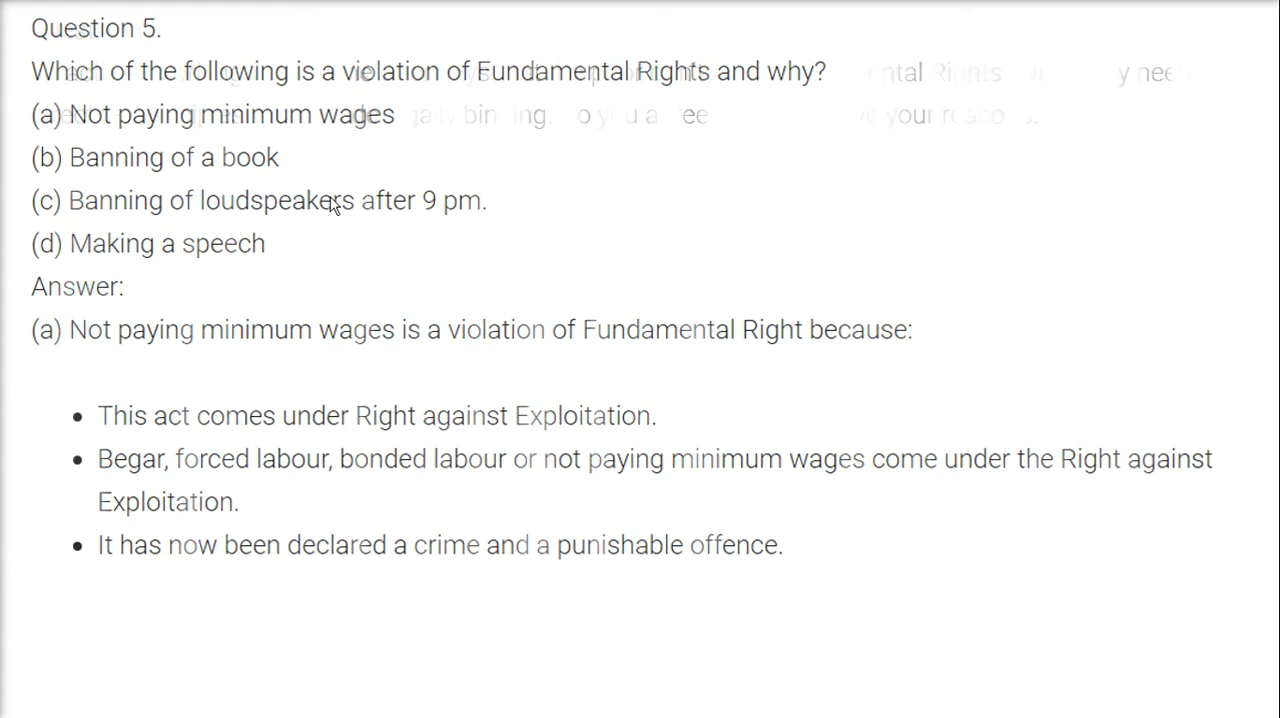 Question 5.
Which of the following is a violation of Fundamental Rights and why?
(a) Not paying minimum wages
(b) Banning of a book
(c) Banning of loudspeakers after 9 pm.
(d) Making a speech
Answer:
(a) Not paying minimum wages is a violation of Fundamental Right because:
• This act comes under Right against Exploitation.
• Begar, forced labour, bonded labour or not paying minimum wages come under the Right against
Exploitation.
• It has now been declared a crime and a punishable offence.